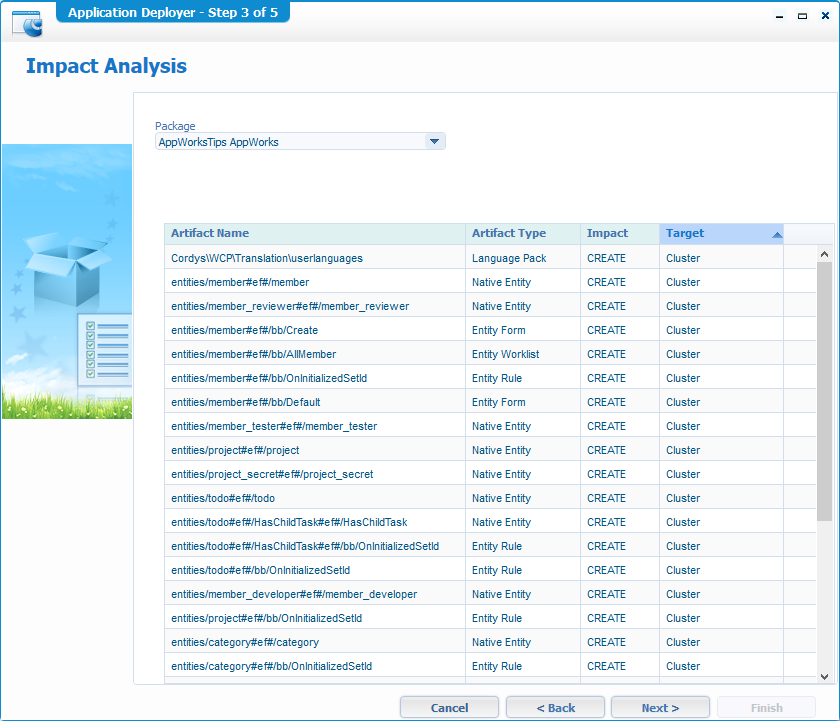 Application Deployer - Step 3 of 5
Impact Analysis
Package
AppWorksTips AppWorks
Artifact Name Artifact Type Impact Target
Cordys\WCP\Translation\userlanguages Language Pack CREATE Cluster
entities/member#ef#/member Native Entity CREATE Cluster
entities/member_reviewer#ef#/member_reviewer Native Entity CREATE Cluster
entities/member#ef#/bb/Create Entity Form CREATE Cluster
entities/member#ef#/bb/AllMember Entity Worklist CREATE Cluster
entities/member#ef#/bb/OnInitializedSetId Entity Rule CREATE Cluster
entities/member#ef#/bb/Default Entity Form CREATE Cluster
entities/member_tester#ef#/member_tester Native Entity CREATE Cluster
entities/project#ef#/project Native Entity CREATE Cluster
entities/project_secret#ef#/project_secret Native Entity CREATE Cluster
entities/todo#ef#/todo Native Entity CREATE Cluster
entities/todo#ef#/HasChildTask#ef#/HasChildTask Native Entity CREATE Cluster
entities/todo#ef#/HasChildTask#ef#/bb/OnInitializedSetId Entity Rule CREATE Cluster
entities/todo#ef#/bb/OnInitializedSetId Entity Rule CREATE Cluster
entities/member_developer#ef#/member_developer Native Entity CREATE Cluster
entities/project#ef#/bb/OnInitializedSetId Entity Rule CREATE Cluster
entities/category#ef#/category Native Entity CREATE Cluster
entities/category#ef#/bb/OnInitializedSetId Entity Rule CREATE Cluster
Cancel < Back Next > Finish